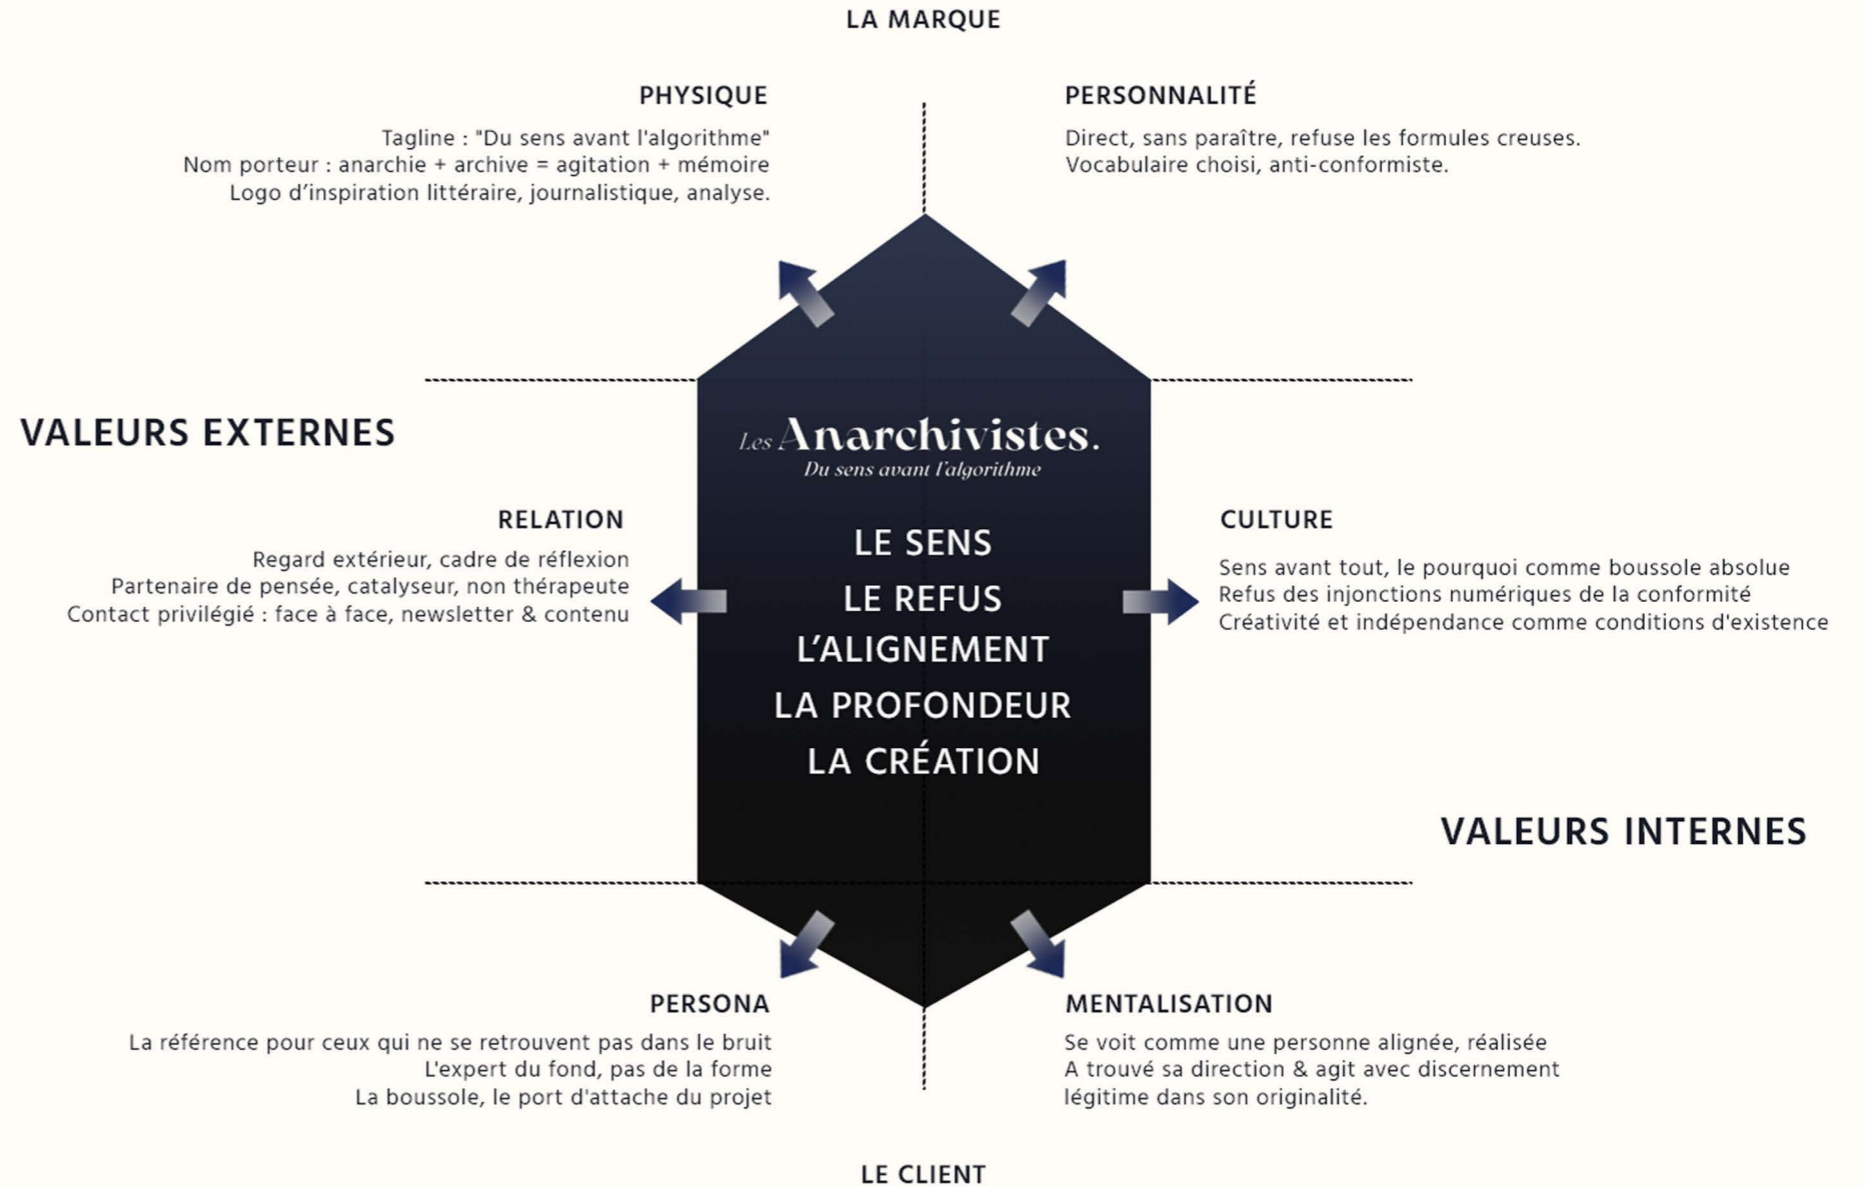 LA MARQUE
PHYSIQUE
Tagline : "Du sens avant l'algorithme"
Nom porteur : anarchie + archive = agitation + mémoire
Logo d’inspiration littéraire, journalistique, analyse.
PERSONNALITÉ
Direct, sans paraître, refuse les formules creuses.
Vocabulaire choisi, anti-conformiste.
VALEURS EXTERNES
Les Anarchivistes.
Du sens avant l'algorithme
RELATION
Regard extérieur, cadre de réflexion
Partenaire de pensée, catalyseur, non thérapeute
Contact privilégié : face à face, newsletter & contenu
LE SENS
LE REFUS
L’ALIGNEMENT
LA PROFONDEUR
LA CRÉATION
CULTURE
Sens avant tout, le pourquoi comme boussole absolue
Refus des injonctions numériques de la conformité
Créativité et indépendance comme conditions d'existence
VALEURS INTERNES
PERSONA
La référence pour ceux qui ne se retrouvent pas dans le bruit
L'expert du fond, pas de la forme
La boussole, le port d'attache du projet
MENTALISATION
Se voit comme une personne alignée, réalisée
A trouvé sa direction & agit avec discernement
légitime dans son originalité.
LE CLIENT